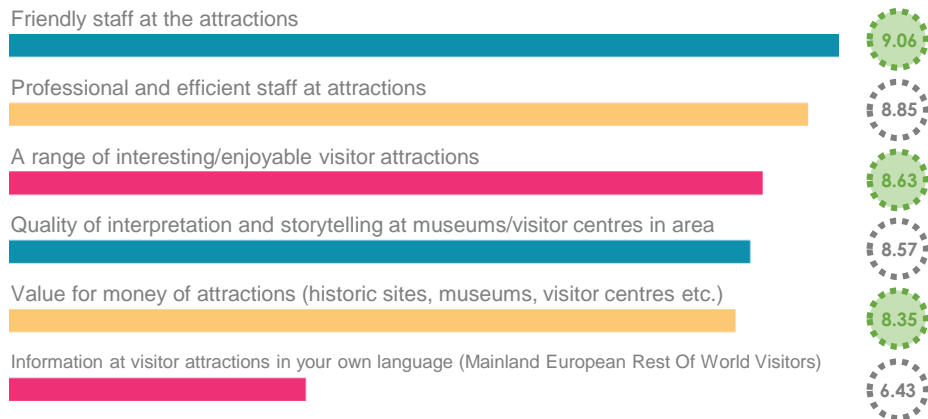 Friendly staff at the attractions
9.06
Professional and efficient staff at attractions
8.85
A range of interesting/enjoyable visitor attractions
8.63
Quality of interpretation and storytelling at museums/visitor centres in area
8.57
Value for money of attractions (historic sites, museums, visitor centres etc.)
8.35
Information at visitor attractions in your own language (Mainland European Rest Of World Visitors)
6.43